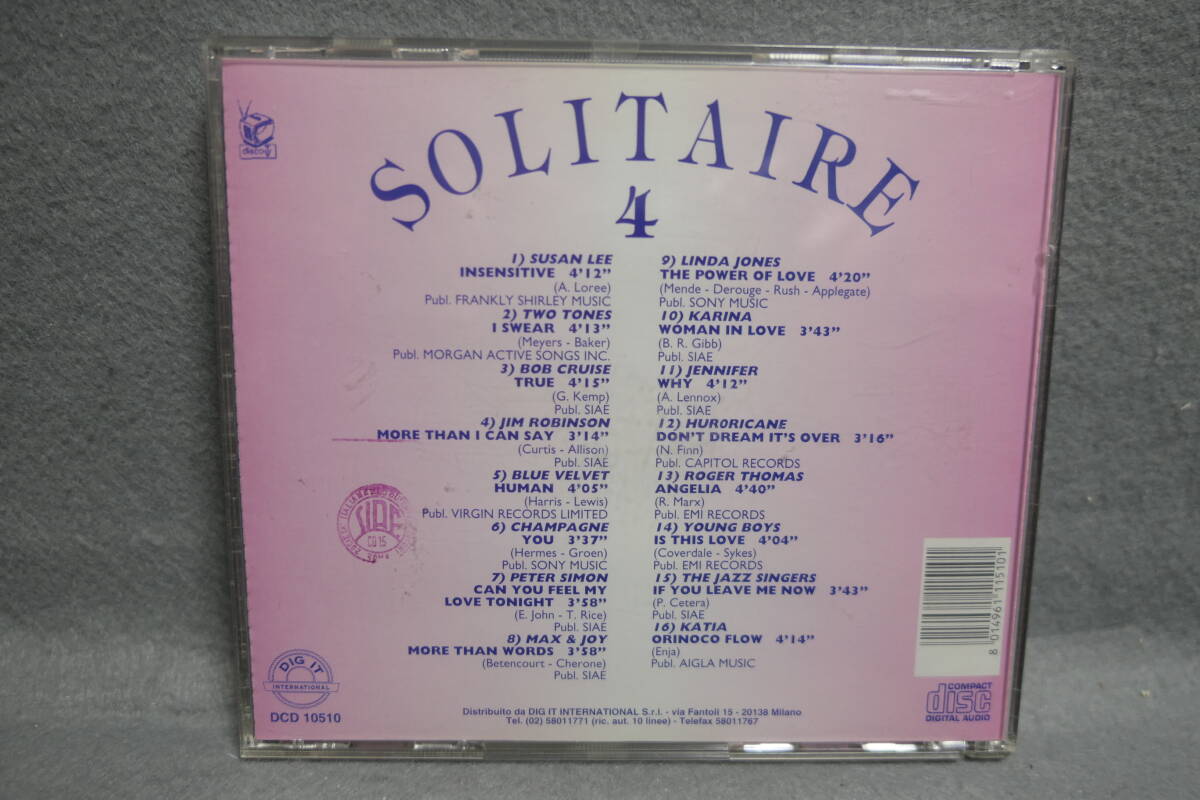 discoTV
SOLITAIRE
4
1) SUSAN LEE
INSENSITIVE 4'12"
(A. Loree)
Publ. FRANKLY SHIRLEY MUSIC
2) TWO TONES
I SWEAR 4'13"
(Meyers - Baker)
Publ. MORGAN ACTIVE SONGS INC.
3) BOB CRUISE
TRUE 4'15"
(G. Kemp)
Publ. SIAE
4) JIM ROBINSON
MORE THAN I CAN SAY 3'14"
(Curtis - Allison)
Publ. SIAE
5) BLUE VELVET
HUMAN 4'05"
(Harris - Lewis)
Publ. VIRGIN RECORDS LIMITED
6) CHAMPAGNE
YOU 3'37"
(Hermes - Groen)
Publ. SONY MUSIC
7) PETER SIMON
CAN YOU FEEL MY
LOVE TONIGHT 3'58"
(E. John - T. Rice)
Publ. SIAE
8) MAX & JOY
MORE THAN WORDS 3'58"
(Betencourt - Cherone)
Publ. SIAE
9) LINDA JONES
THE POWER OF LOVE 4'20"
(Mende - Derouge - Rush - Applegate)
Publ. SONY MUSIC
10) KARINA
WOMAN IN LOVE 3'43"
(B. R. Gibb)
Publ. SIAE
11) JENNIFER
WHY 4'12"
(A. Lennox)
Publ. SIAE
12) HUR0RICANE
DON'T DREAM IT'S OVER 3'16"
(N. Finn)
Publ. CAPITOL RECORDS
13) ROGER THOMAS
ANGELIA 4'40"
(R. Marx)
Publ. EMI RECORDS
14) YOUNG BOYS
IS THIS LOVE 4'04"
(Coverdale - Sykes)
Publ. EMI RECORDS
15) THE JAZZ SINGERS
IF YOU LEAVE ME NOW 3'43"
(P. Cetera)
Publ. SIAE
16) KATIA
ORINOCO FLOW 4'14"
(Enja)
Publ. AIGLA MUSIC
SIAE
CD 15
DIG IT
INTERNATIONAL
DCD 10510
Distribuito da DIG IT INTERNATIONAL S.r.l. - via Fantoli 15 - 20138 Milano
Tel. (02) 58011771 (ric. aut. 10 linee) - Telefax 58011767
8 014961 115101
COMPACT
disc
DIGITAL AUDIO